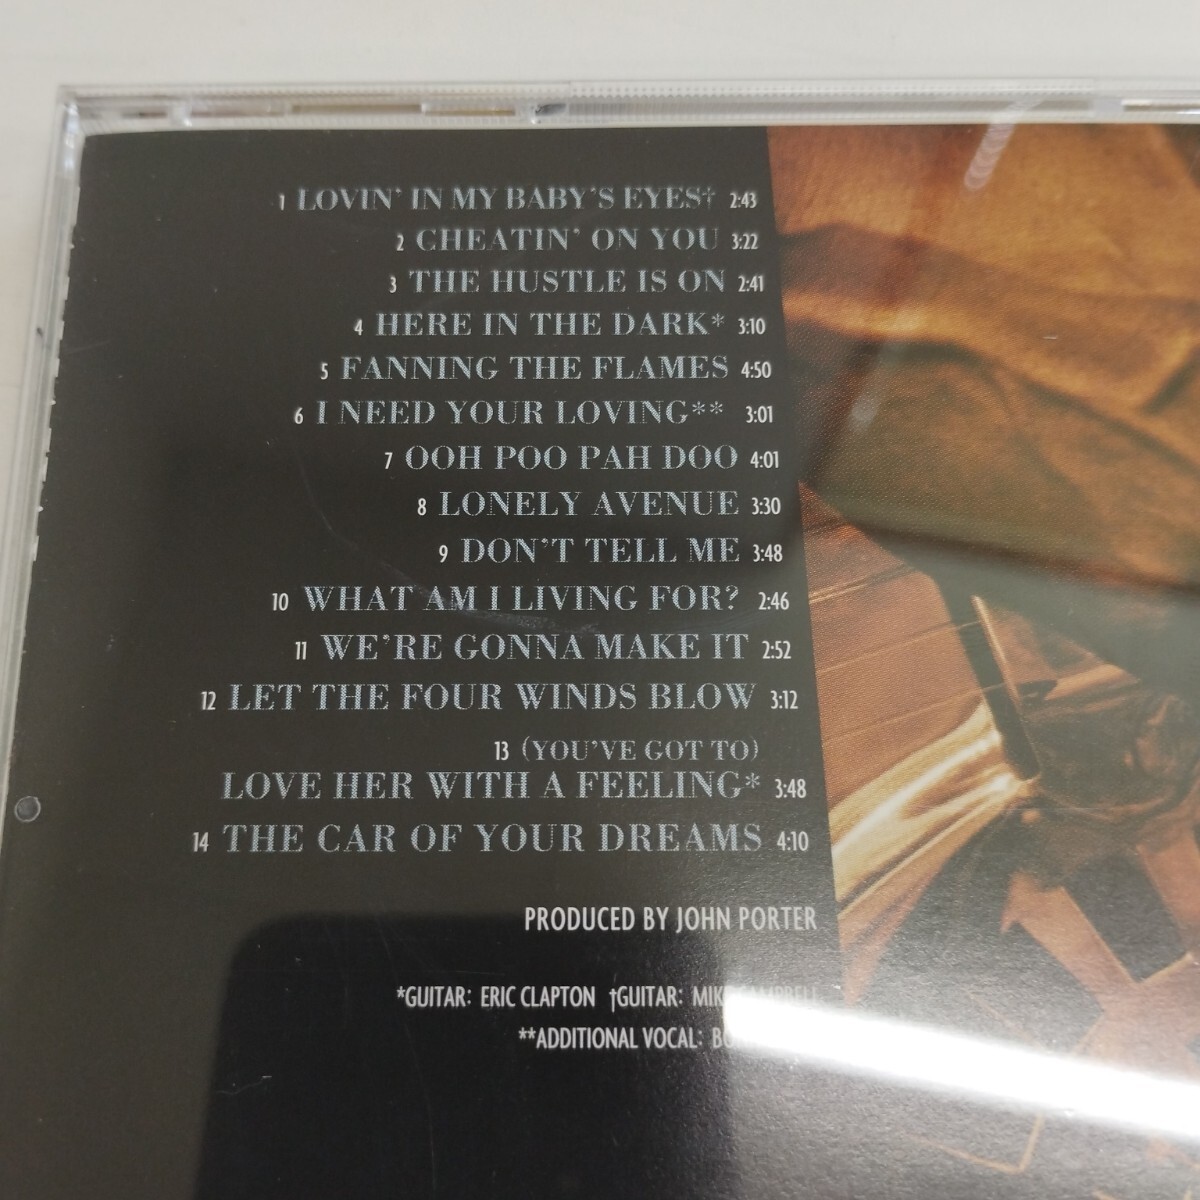 1 LOVIN' IN MY BABY'S EYES† 2:43
2 CHEATIN' ON YOU 3:22
3 THE HUSTLE IS ON 2:41
4 HERE IN THE DARK* 3:10
5 FANNING THE FLAMES 4:50
6 I NEED YOUR LOVING** 3:01
7 OOH POO PAH DOO 4:01
8 LONELY AVENUE 3:30
9 DON'T TELL ME 3:48
10 WHAT AM I LIVING FOR? 2:46
11 WE'RE GONNA MAKE IT 2:52
12 LET THE FOUR WINDS BLOW 3:12
13 (YOU'VE GOT TO)
LOVE HER WITH A FEELING* 3:48
14 THE CAR OF YOUR DREAMS 4:10
PRODUCED BY JOHN PORTER
*GUITAR: ERIC CLAPTON †GUITAR: MIKE CAMPBELL
**ADDITIONAL VOCAL: